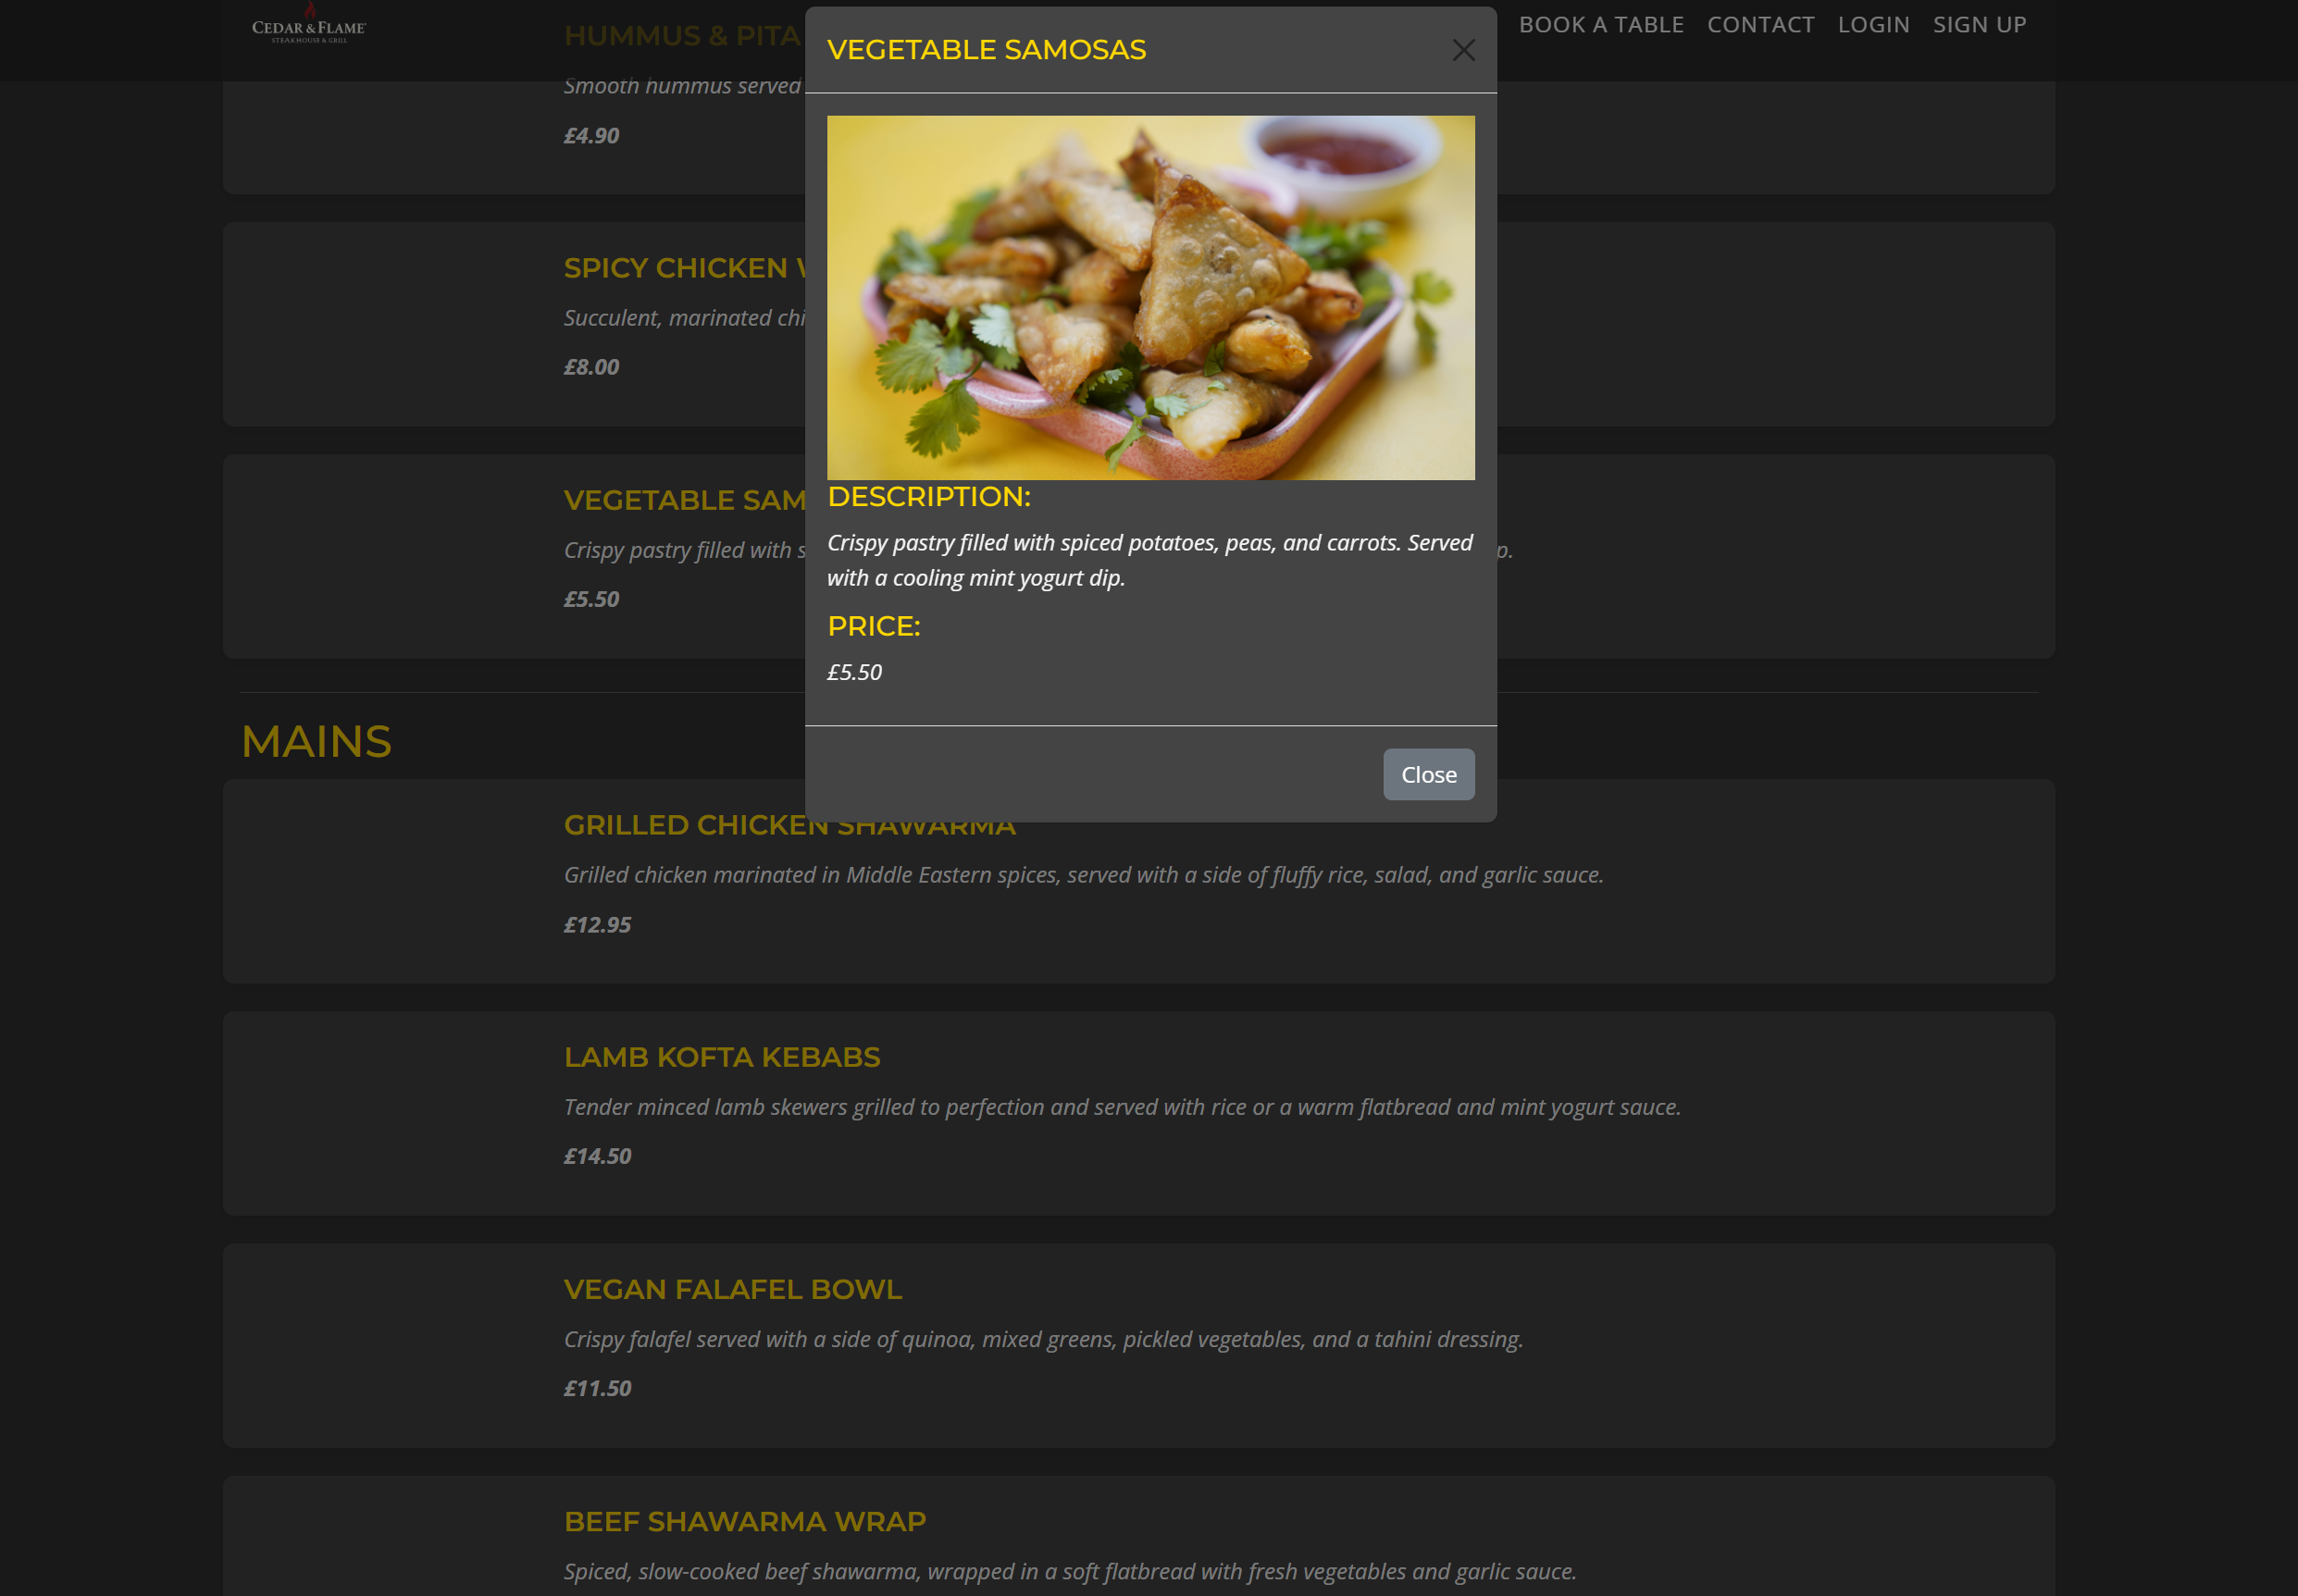 CEDAR & FLAME
STEAKHOUSE & GRILL
BOOK A TABLE CONTACT LOGIN SIGN UP
HUMMUS & PITA
Smooth hummus served
£4.90
SPICY CHICKEN
Succulent, marinated chi
£8.00
VEGETABLE SAM
Crispy pastry filled with s
p.
£5.50
VEGETABLE SAMOSAS
DESCRIPTION:
Crispy pastry filled with spiced potatoes, peas, and carrots. Served
with a cooling mint yogurt dip.
PRICE:
£5.50
Close
MAINS
GRILLED CHICKEN SHAWARMA
Grilled chicken marinated in Middle Eastern spices, served with a side of fluffy rice, salad, and garlic sauce.
£12.95
LAMB KOFTA KEBABS
Tender minced lamb skewers grilled to perfection and served with rice or a warm flatbread and mint yogurt sauce.
£14.50
VEGAN FALAFEL BOWL
Crispy falafel served with a side of quinoa, mixed greens, pickled vegetables, and a tahini dressing.
£11.50
BEEF SHAWARMA WRAP
Spiced, slow-cooked beef shawarma, wrapped in a soft flatbread with fresh vegetables and garlic sauce.